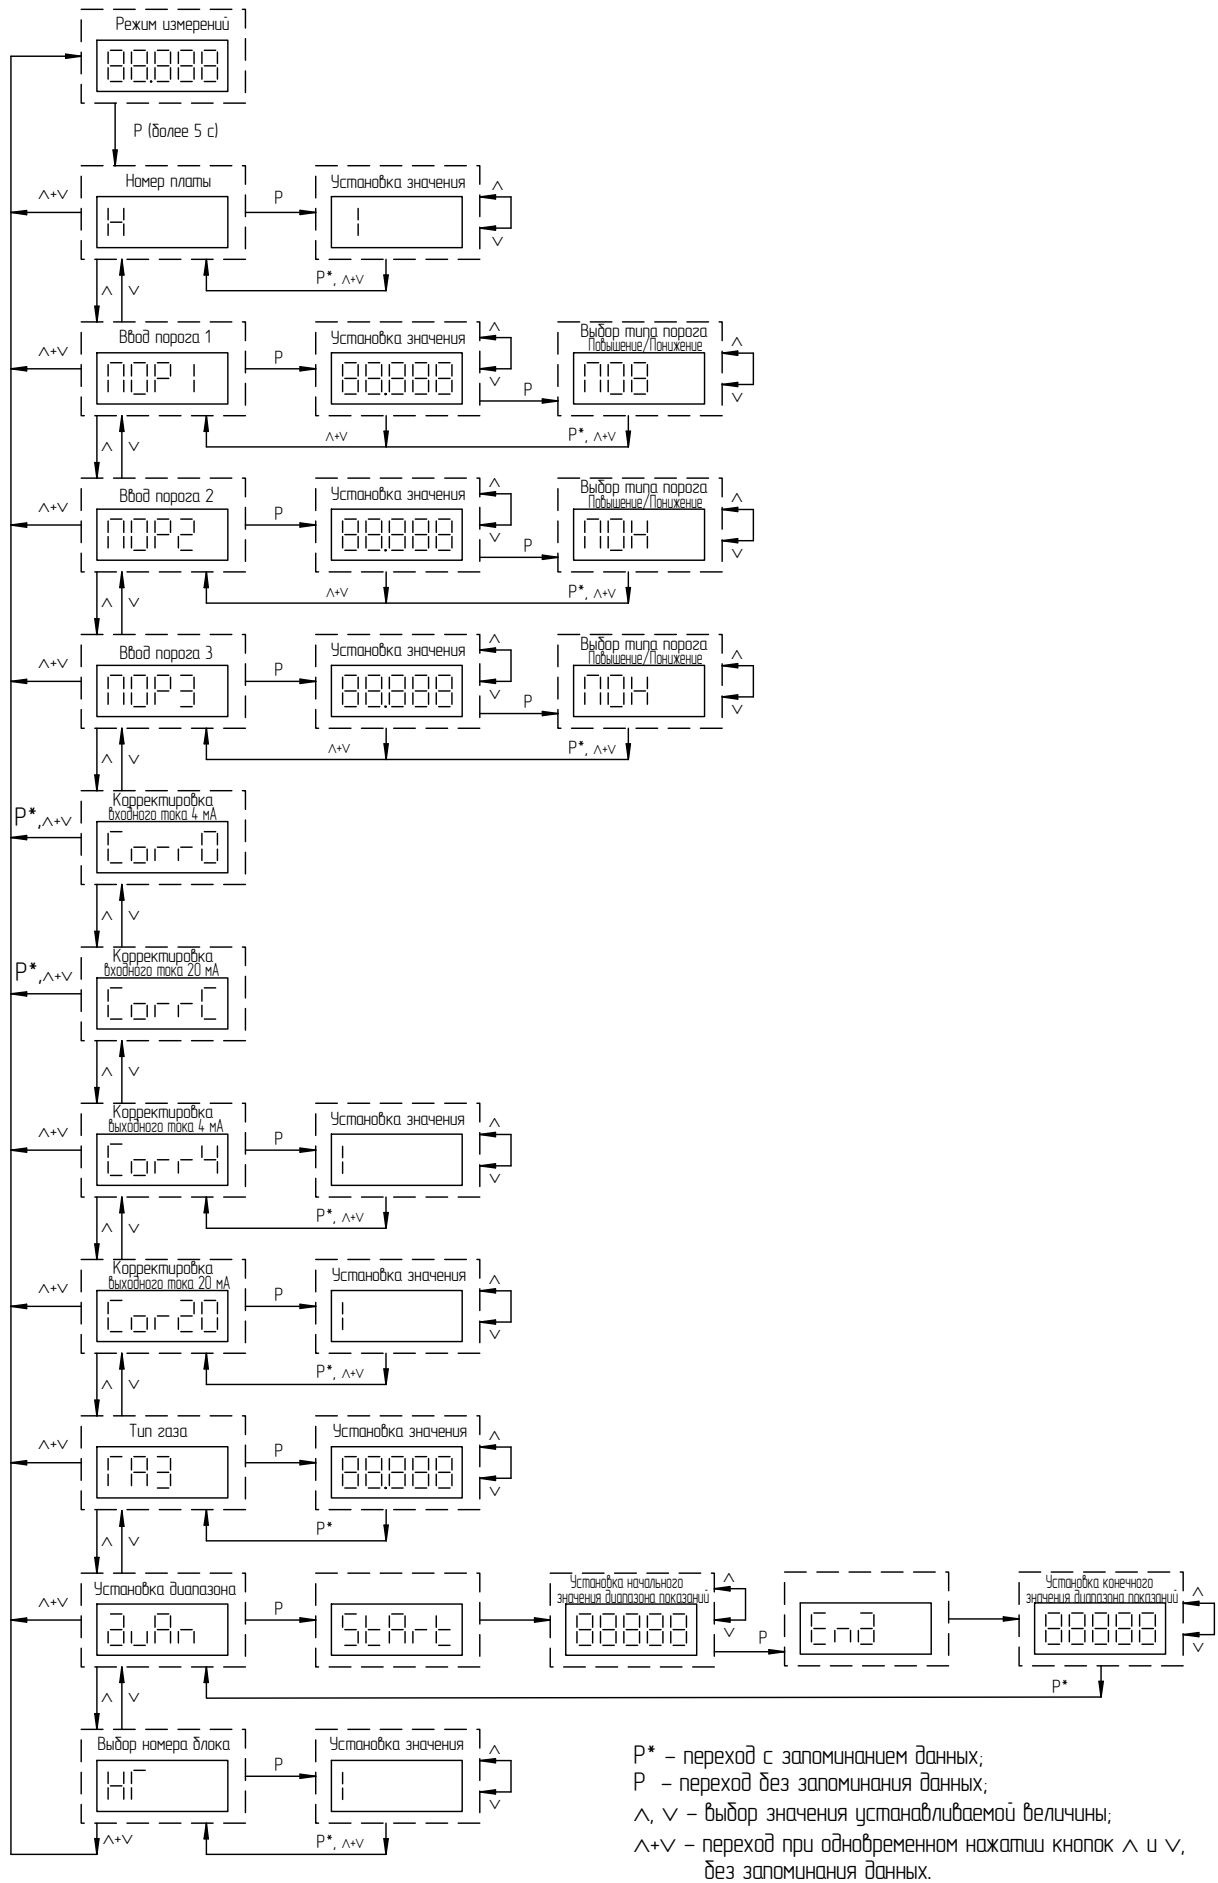 Режим измерений
88.888
P (более 5 с)
Номер платы
Н
∧+∨
P
Установка значения
1
∧
∨
P*, ∧+∨
∧ ∨
Ввод порога 1
ПОР1
∧+∨
P
Установка значения
88.888
∧
∨
P
Выбор типа порога
Повышение/Понижение
ПОВ
∧
∨
∧+∨
P*, ∧+∨
∧ ∨
Ввод порога 2
ПОР2
∧+∨
P
Установка значения
88.888
∧
∨
P
Выбор типа порога
Повышение/Понижение
ПОН
∧
∨
∧+∨
P*, ∧+∨
∧ ∨
Ввод порога 3
ПОР3
∧+∨
P
Установка значения
88.888
∧
∨
P
Выбор типа порога
Повышение/Понижение
ПОН
∧
∨
∧+∨
P*, ∧+∨
∧ ∨
Корректировка
входного тока 4 мА
Corr0
P*,∧+∨
∧ ∨
Корректировка
входного тока 20 мА
CorrC
P*,∧+∨
∧ ∨
Корректировка
выходного тока 4 мА
Corr4
∧+∨
P
Установка значения
1
∧
∨
P*, ∧+∨
∧ ∨
Корректировка
выходного тока 20 мА
Cor20
∧+∨
P
Установка значения
1
∧
∨
P*, ∧+∨
∧ ∨
Тип газа
ГАЗ
∧+∨
P
Установка значения
88.888
∧
∨
P*
∧ ∨
Установка диапазона
диАп
∧+∨
P
StArt
Установка начального
значения диапазона показаний
88888
∧
∨
P
End
Установка конечного
значения диапазона показаний
88888
∧
∨
P*
∧ ∨
Выбор номера блока
НГ
P
Установка значения
1
∧
∨
∧+∨
P*, ∧+∨
P* – переход с запоминанием данных;
P – переход без запоминания данных;
∧, ∨ – выбор значения устанавливаемой величины;
∧+∨ – переход при одновременном нажатии кнопок ∧ и ∨,
без запоминания данных.